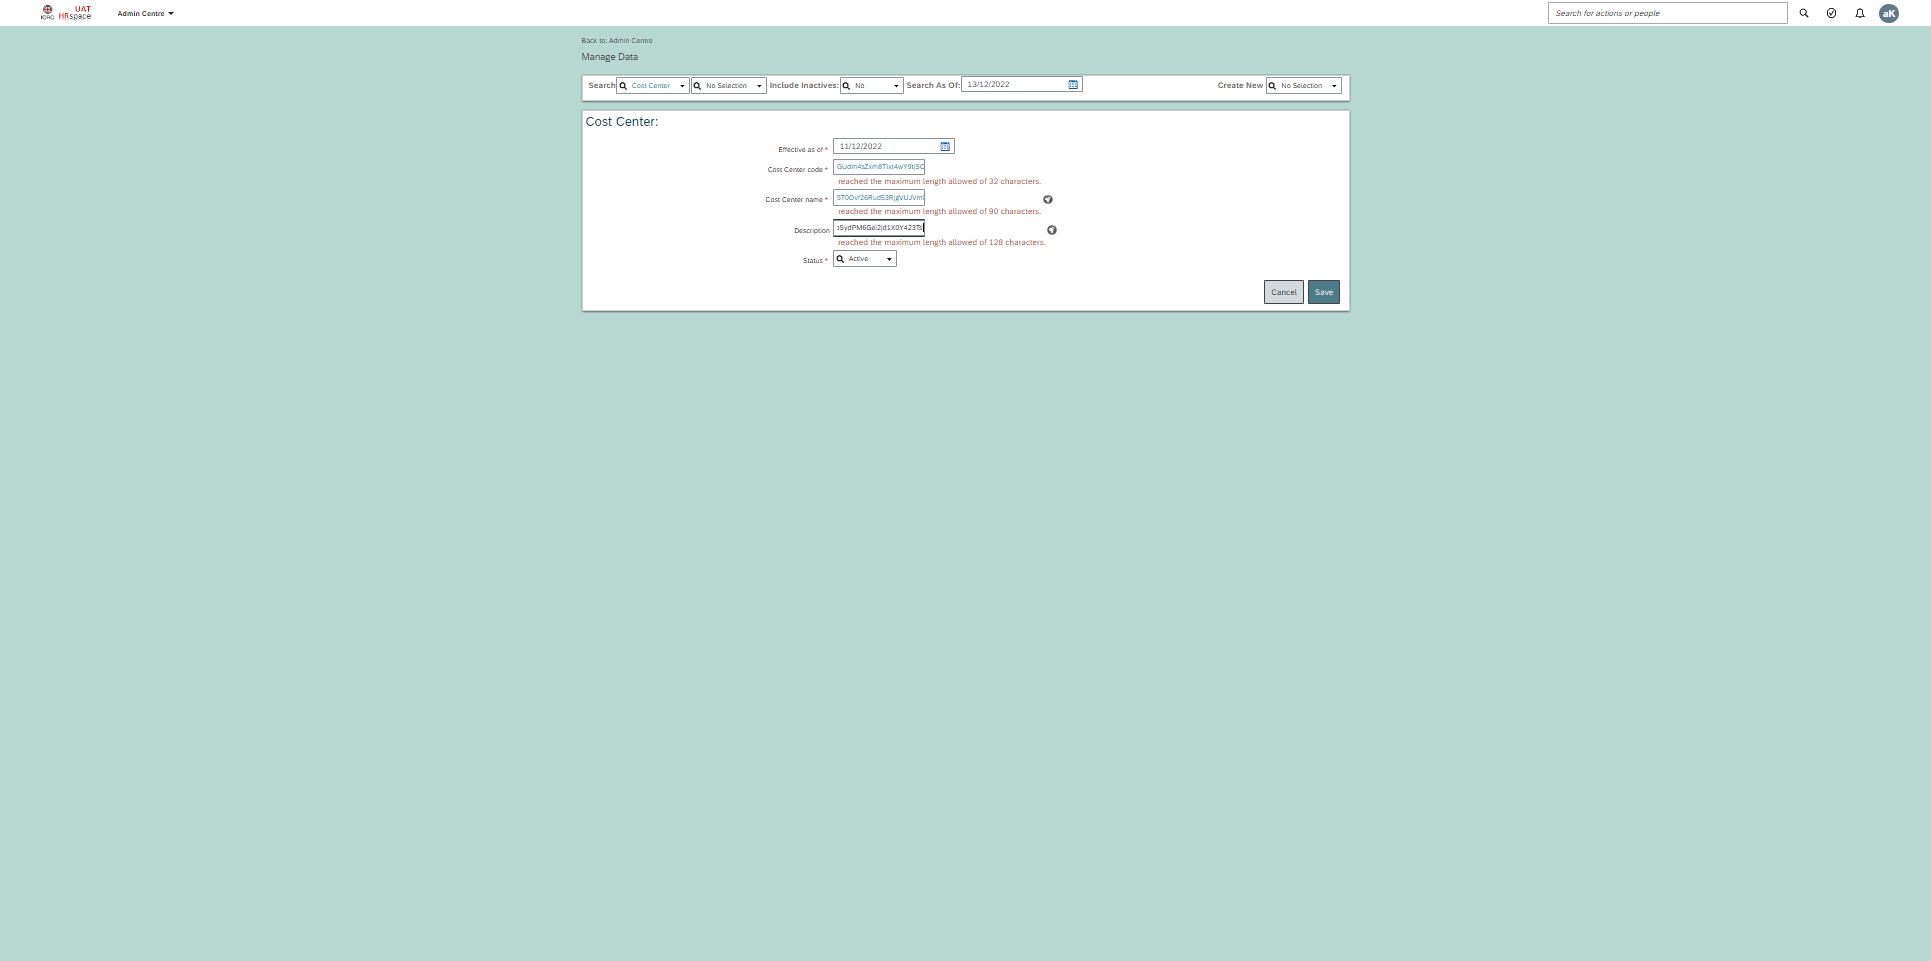 ICRC
UAT
HRspace
Admin Centre
Search for actions or people
aK
Back to: Admin Centre
Manage Data
Search Cost Center No Selection Include Inactives: No Search As Of: 13/12/2022 Create New No Selection
Cost Center:
Effective as of * 11/12/2022
Cost Center code *
reached the maximum length allowed of 32 characters.
Cost Center name *
reached the maximum length allowed of 90 characters.
Description
reached the maximum length allowed of 128 characters.
Status * Active
Cancel Save